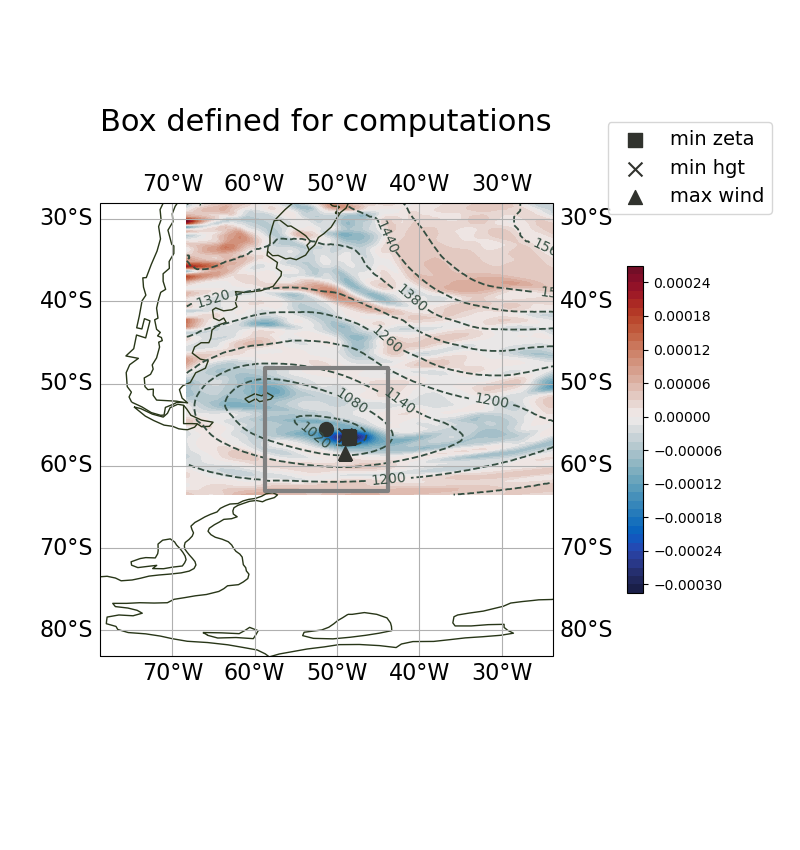 Box defined for computations
min zeta
min hgt
max wind
70°W 60°W 50°W 40°W 30°W
30°S 30°S
40°S 40°S
50°S 50°S
60°S 60°S
70°S 70°S
80°S 80°S
70°W 60°W 50°W 40°W 30°W
1440
1320
1380
1260
1080
1140
1200
1020
1200
0.00024
0.00018
0.00012
0.00006
0.00000
−0.00006
−0.00012
−0.00018
−0.00024
−0.00030